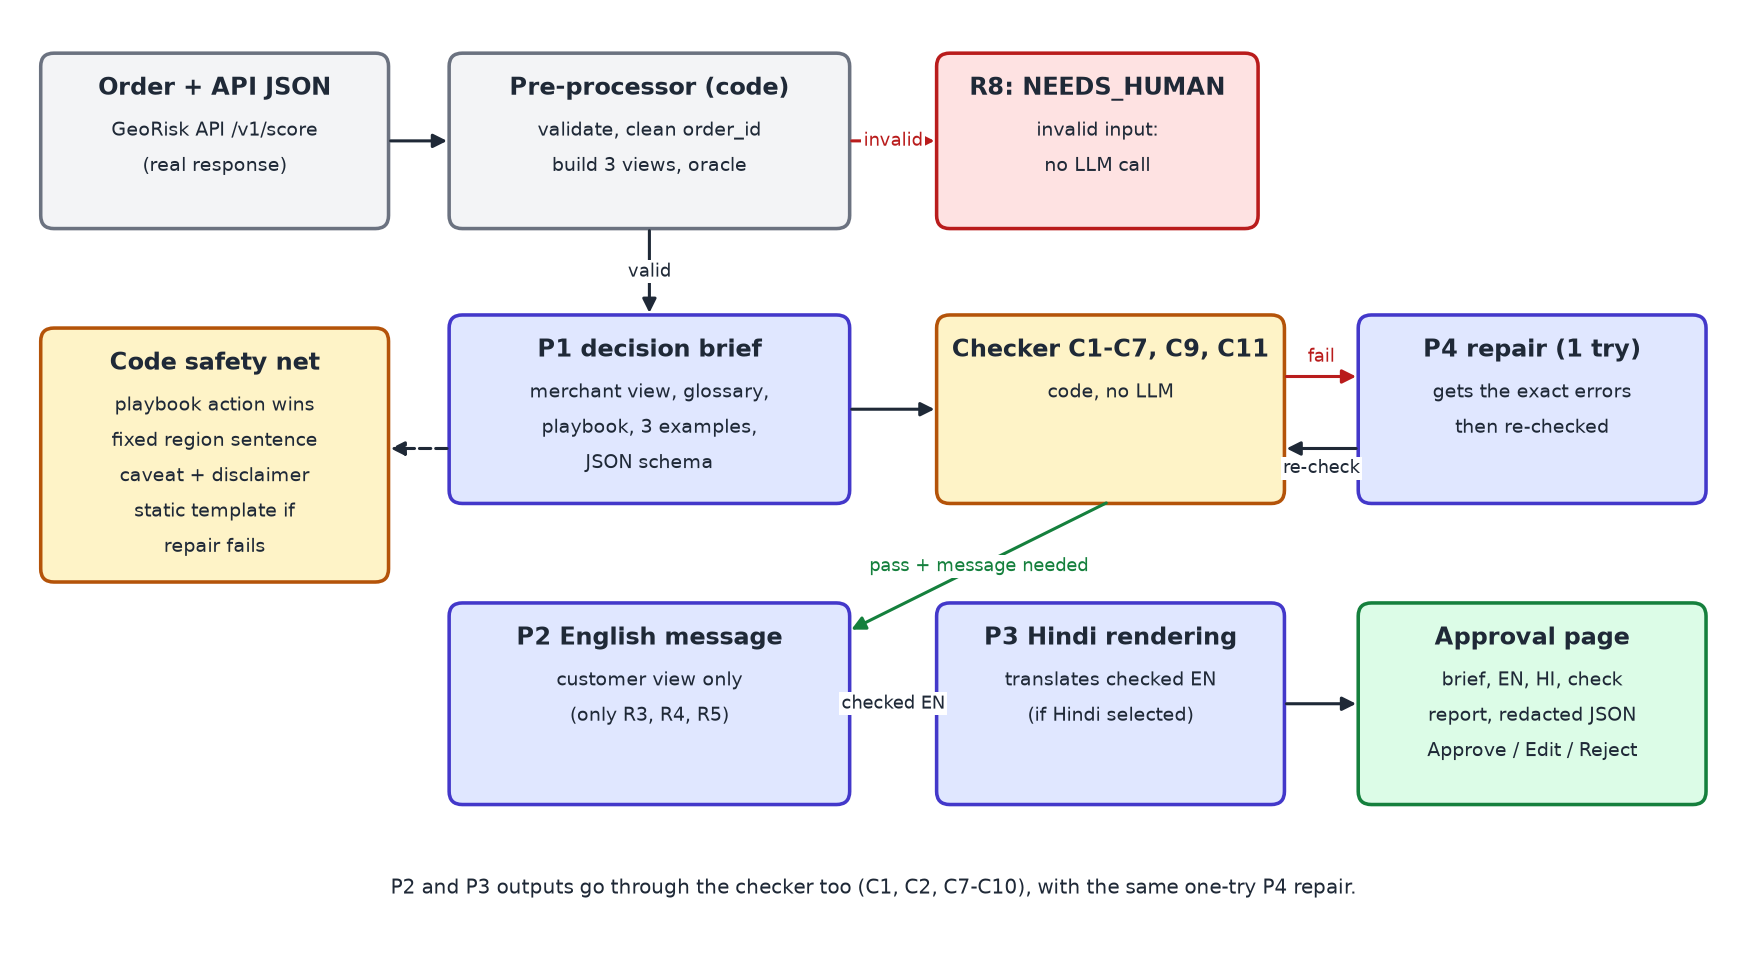 Order + API JSON
GeoRisk API /v1/score
(real response)
Pre-processor (code)
validate, clean order_id
build 3 views, oracle
invalid
R8: NEEDS_HUMAN
invalid input:
no LLM call
valid
Code safety net
playbook action wins
fixed region sentence
caveat + disclaimer
static template if
repair fails
P1 decision brief
merchant view, glossary,
playbook, 3 examples,
JSON schema
Checker C1-C7, C9, C11
code, no LLM
fail
re-check
P4 repair (1 try)
gets the exact errors
then re-checked
pass + message needed
P2 English message
customer view only
(only R3, R4, R5)
checked EN
P3 Hindi rendering
translates checked EN
(if Hindi selected)
Approval page
brief, EN, HI, check
report, redacted JSON
Approve / Edit / Reject
P2 and P3 outputs go through the checker too (C1, C2, C7-C10), with the same one-try P4 repair.